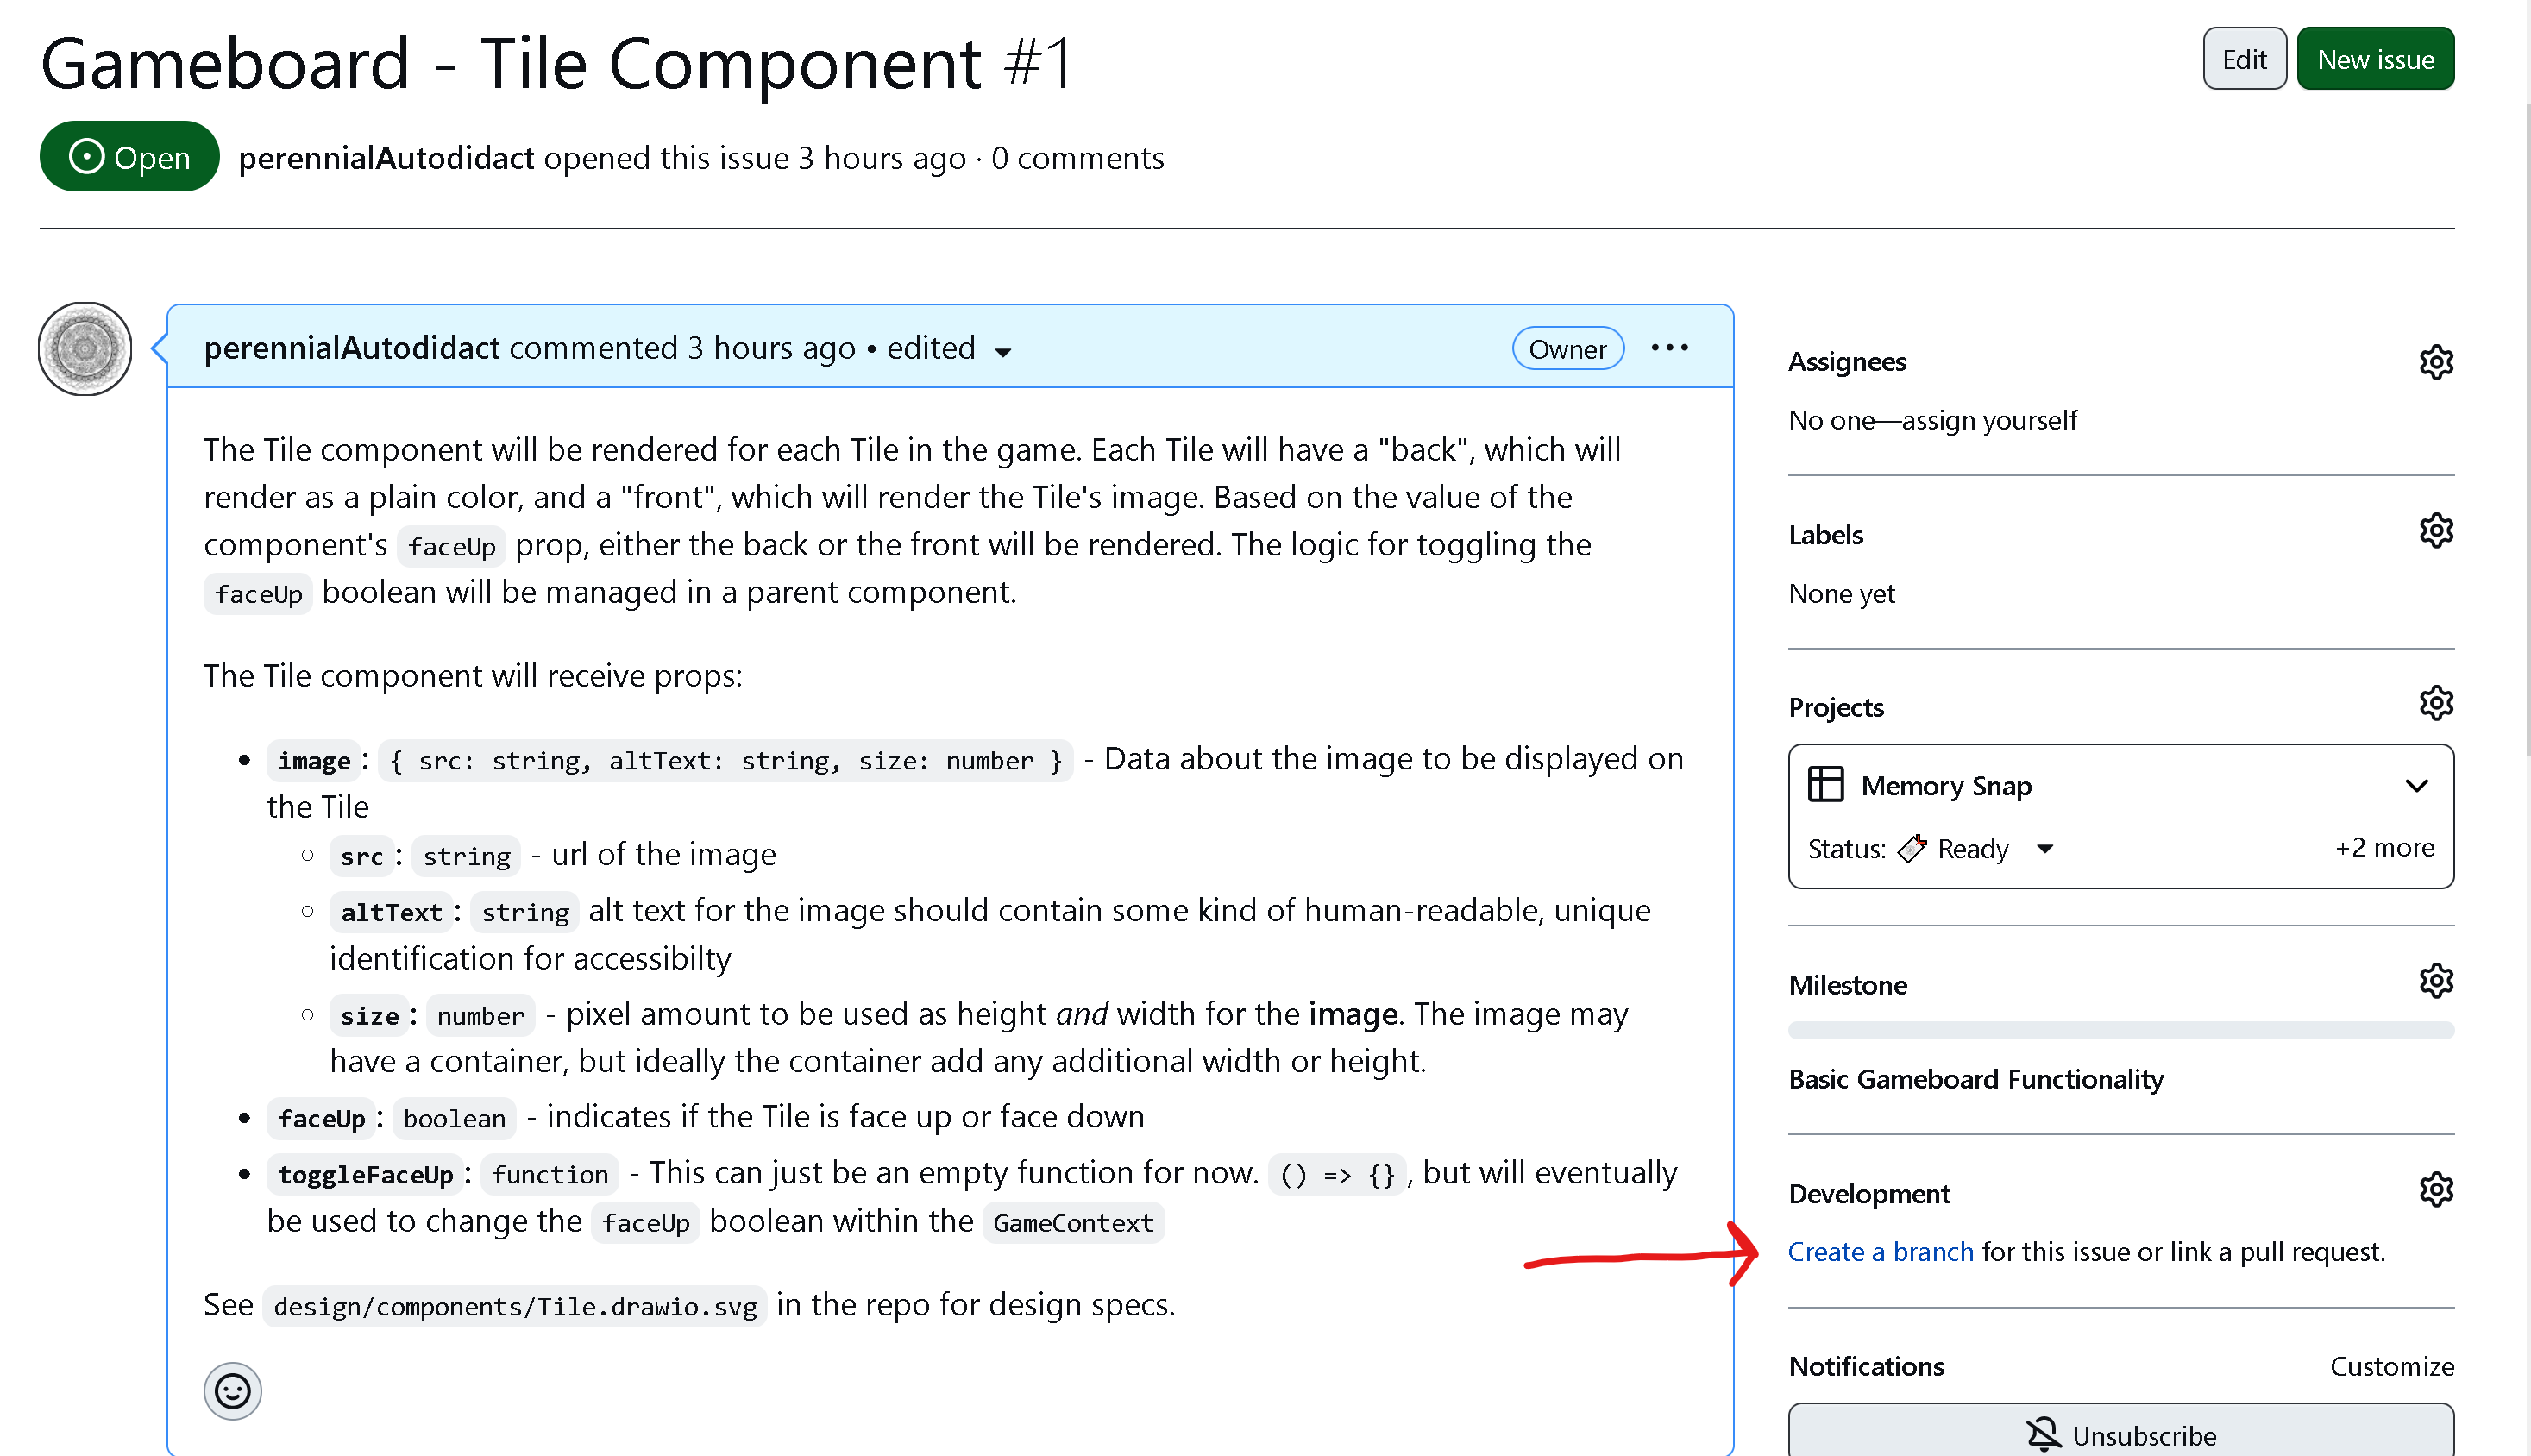 Gameboard - Tile Component #1
Edit
New issue
Open
perennialAutodidact opened this issue 3 hours ago · 0 comments
perennialAutodidact commented 3 hours ago • edited
Owner
The Tile component will be rendered for each Tile in the game. Each Tile will have a "back", which will
render as a plain color, and a "front", which will render the Tile's image. Based on the value of the
component's faceUp prop, either the back or the front will be rendered. The logic for toggling the
faceUp boolean will be managed in a parent component.
The Tile component will receive props:
• image: { src: string, altText: string, size: number } - Data about the image to be displayed on
the Tile
◦ src: string - url of the image
◦ altText: string alt text for the image should contain some kind of human-readable, unique
identification for accessibilty
◦ size: number - pixel amount to be used as height and width for the image. The image may
have a container, but ideally the container add any additional width or height.
• faceUp: boolean - indicates if the Tile is face up or face down
• toggleFaceUp: function - This can just be an empty function for now. () => {}, but will eventually
be used to change the faceUp boolean within the GameContext
See design/components/Tile.drawio.svg in the repo for design specs.
Assignees
No one—assign yourself
Labels
None yet
Projects
Memory Snap
Status: Ready
+2 more
Milestone
Basic Gameboard Functionality
Development
Create a branch for this issue or link a pull request.
Notifications
Customize
Unsubscribe